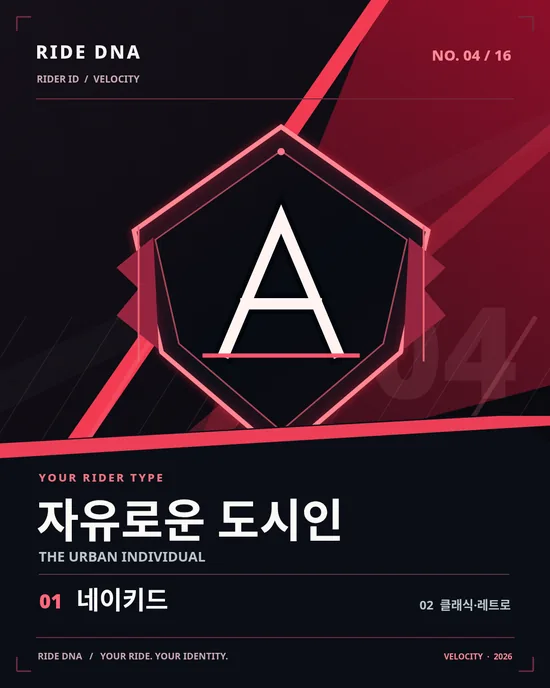 RIDE DNA
NO. 04 / 16
RIDER ID / VELOCITY
A
04
YOUR RIDER TYPE
자유로운 도시인
THE URBAN INDIVIDUAL
01 네이키드
02 클래식·레트로
RIDE DNA / YOUR RIDE. YOUR IDENTITY.
VELOCITY · 2026